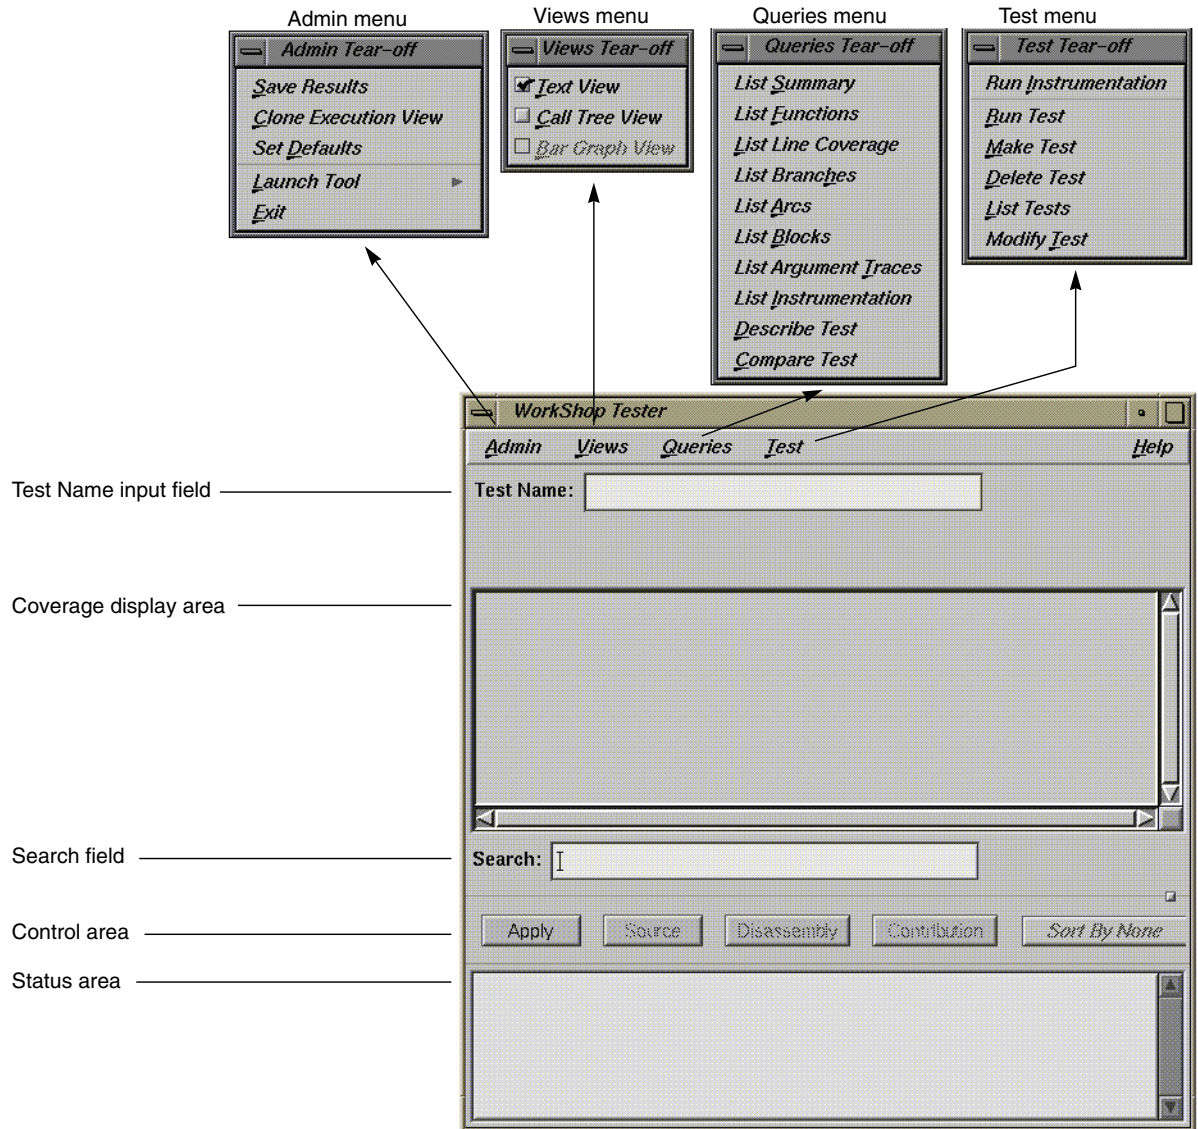 Admin menu
Views menu
Queries menu
Test menu
Admin Tear-off
Save Results
Clone Execution View
Set Defaults
Launch Tool
Exit
Views Tear-off
Text View
Call Tree View
Bar Graph View
Queries Tear-off
List Summary
List Functions
List Line Coverage
List Branches
List Arcs
List Blocks
List Argument Traces
List Instrumentation
Describe Test
Compare Test
Test Tear-off
Run Instrumentation
Run Test
Make Test
Delete Test
List Tests
Modify Test
WorkShop Tester
Admin Views Queries Test Help
Test Name input field
Test Name:
Coverage display area
Search field
Search:
Control area
Apply Source Disassembly Contribution Sort By None
Status area